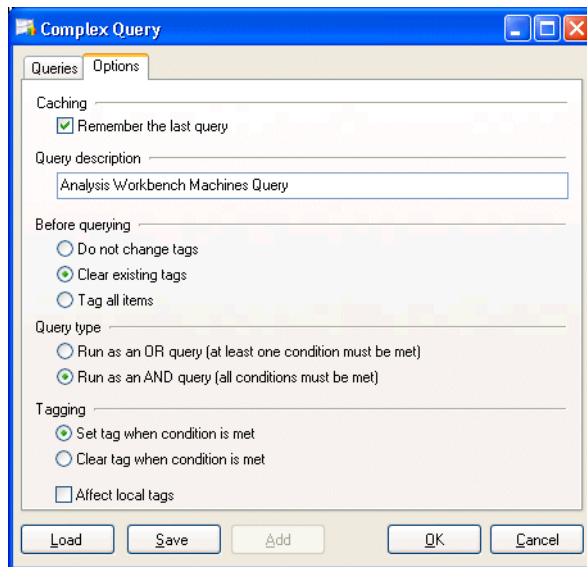 Complex Query
Queries Options
Caching
Remember the last query
Query description
Analysis Workbench Machines Query
Before querying
Do not change tags
Clear existing tags
Tag all items
Query type
Run as an OR query (at least one condition must be met)
Run as an AND query (all conditions must be met)
Tagging
Set tag when condition is met
Clear tag when condition is met
Affect local tags
Load Save Add OK Cancel